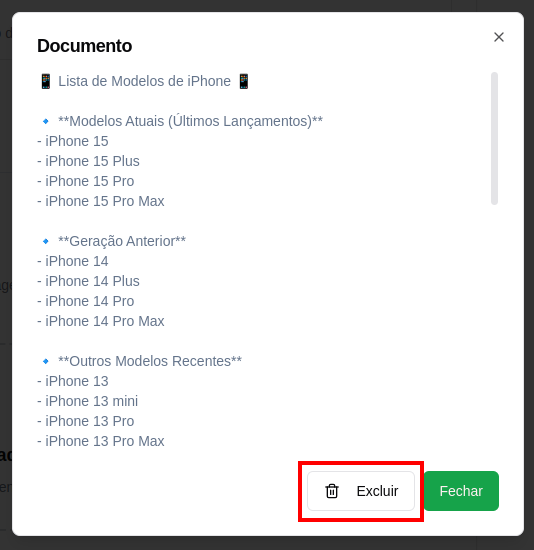 Documento
📱 Lista de Modelos de iPhone 📱
🔹 **Modelos Atuais (Últimos Lançamentos)**
- iPhone 15
- iPhone 15 Plus
- iPhone 15 Pro
- iPhone 15 Pro Max
🔹 **Geração Anterior**
- iPhone 14
- iPhone 14 Plus
- iPhone 14 Pro
- iPhone 14 Pro Max
🔹 **Outros Modelos Recentes**
- iPhone 13
- iPhone 13 mini
- iPhone 13 Pro
- iPhone 13 Pro Max
Excluir
Fechar